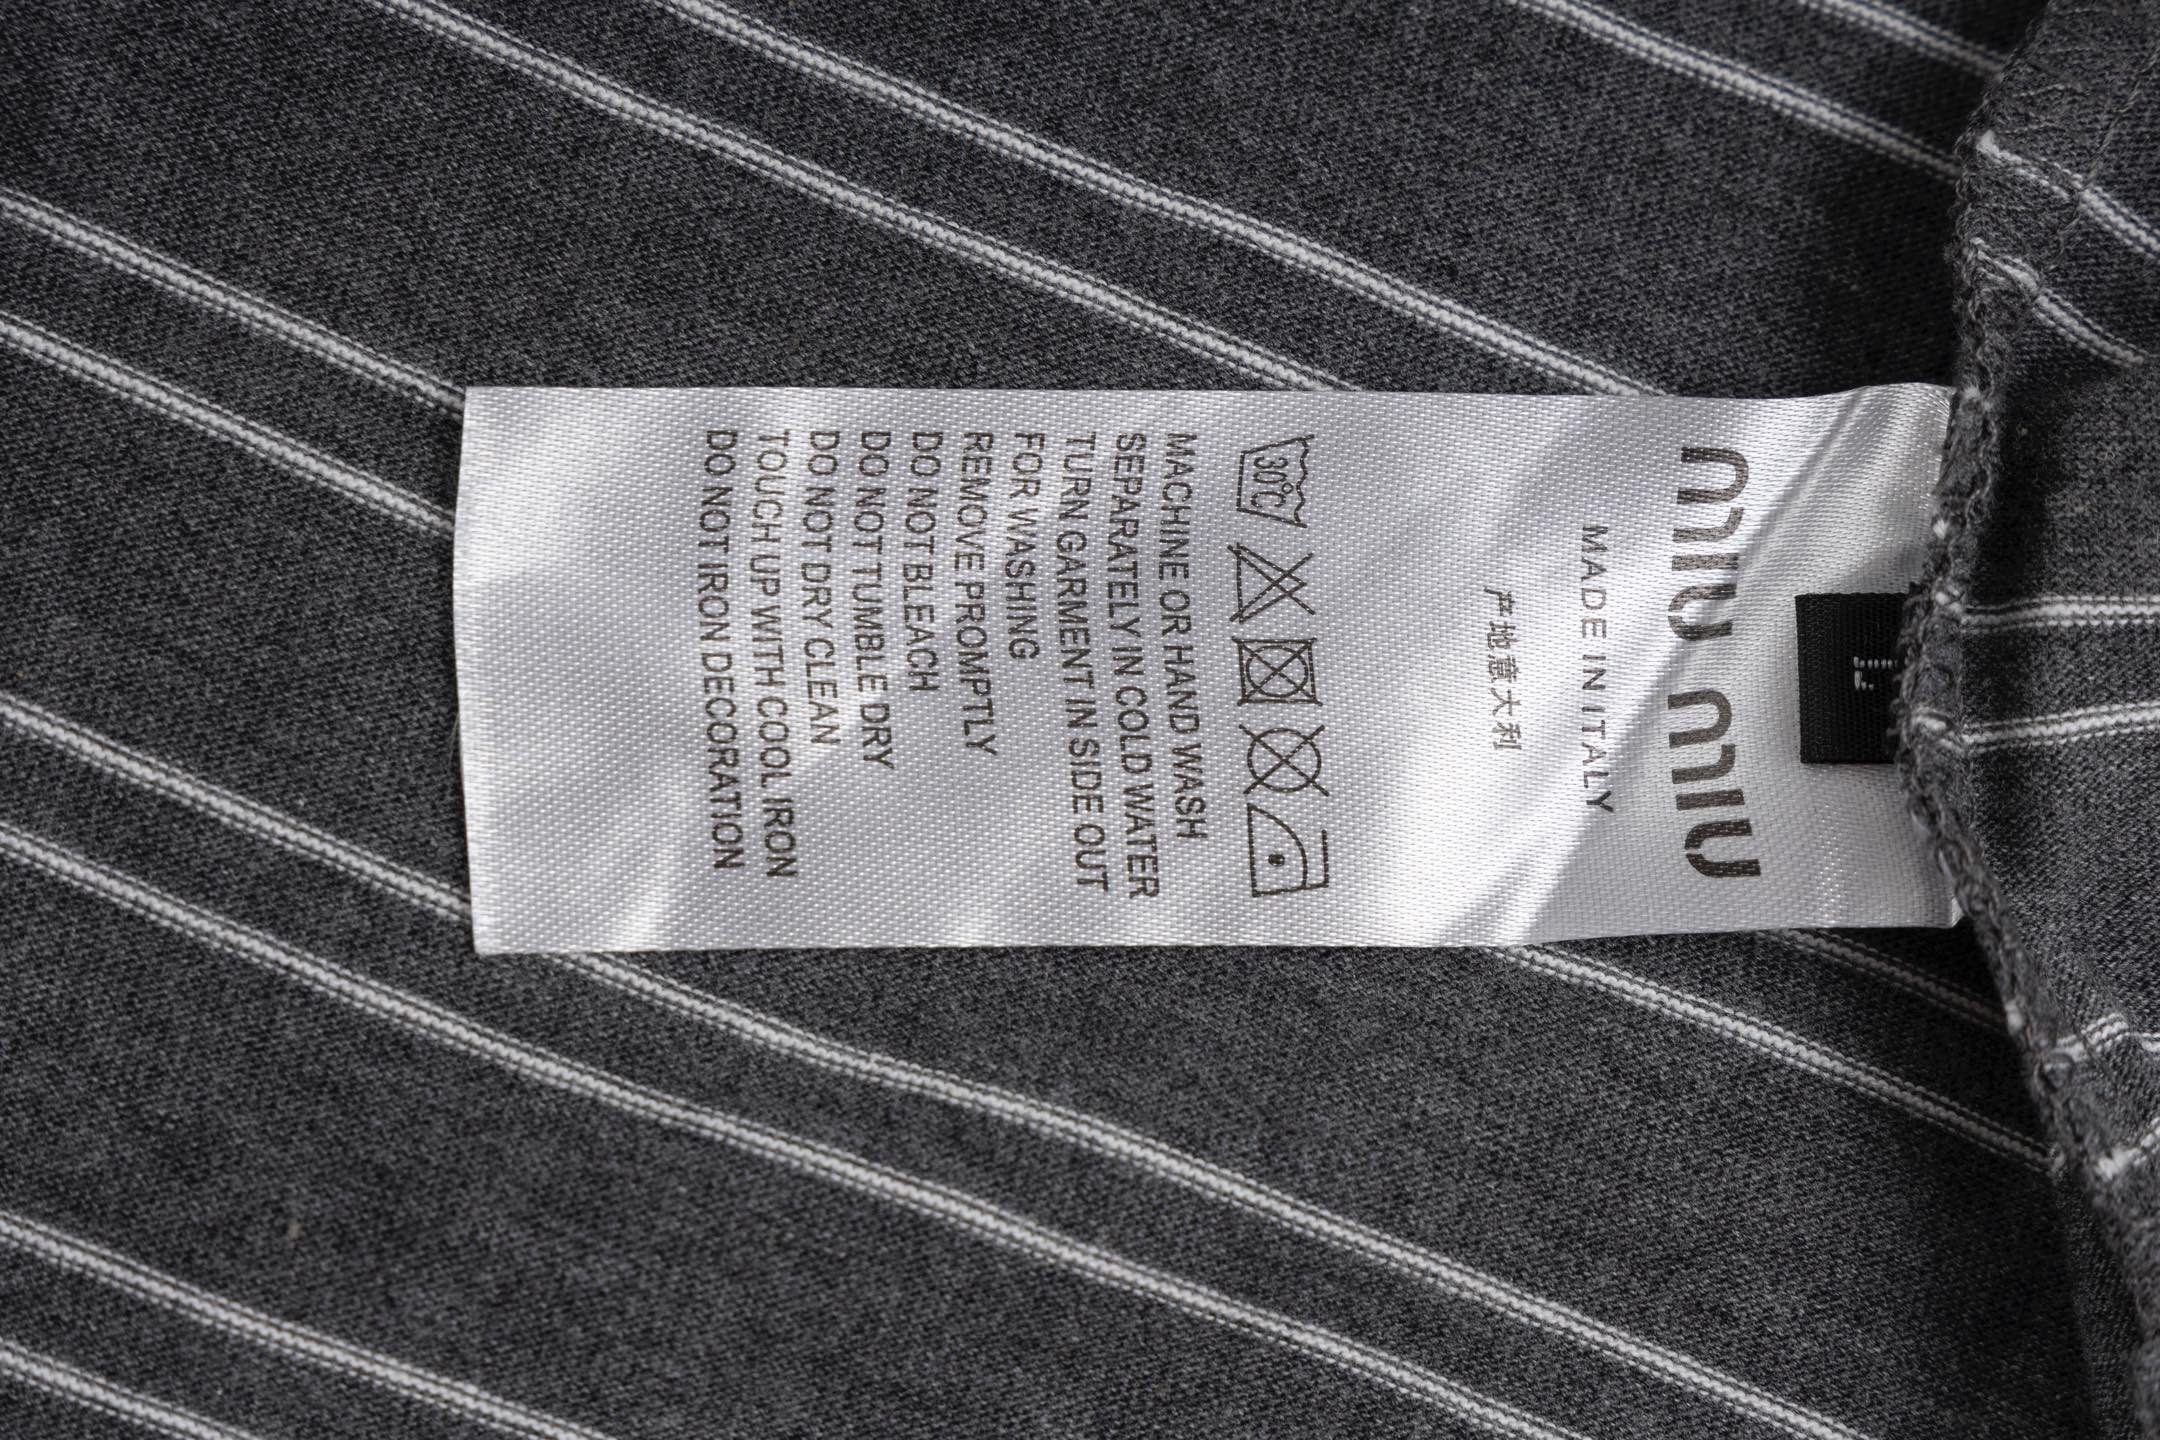 miu miu
MADE IN ITALY
产地意大利
30°C
MACHINE OR HAND WASH
SEPARATELY IN COLD WATER
TURN GARMENT IN SIDE OUT
FOR WASHING
REMOVE PROMPTLY
DO NOT BLEACH
DO NOT TUMBLE DRY
DO NOT DRY CLEAN
TOUCH UP WITH COOL IRON
DO NOT IRON DECORATION